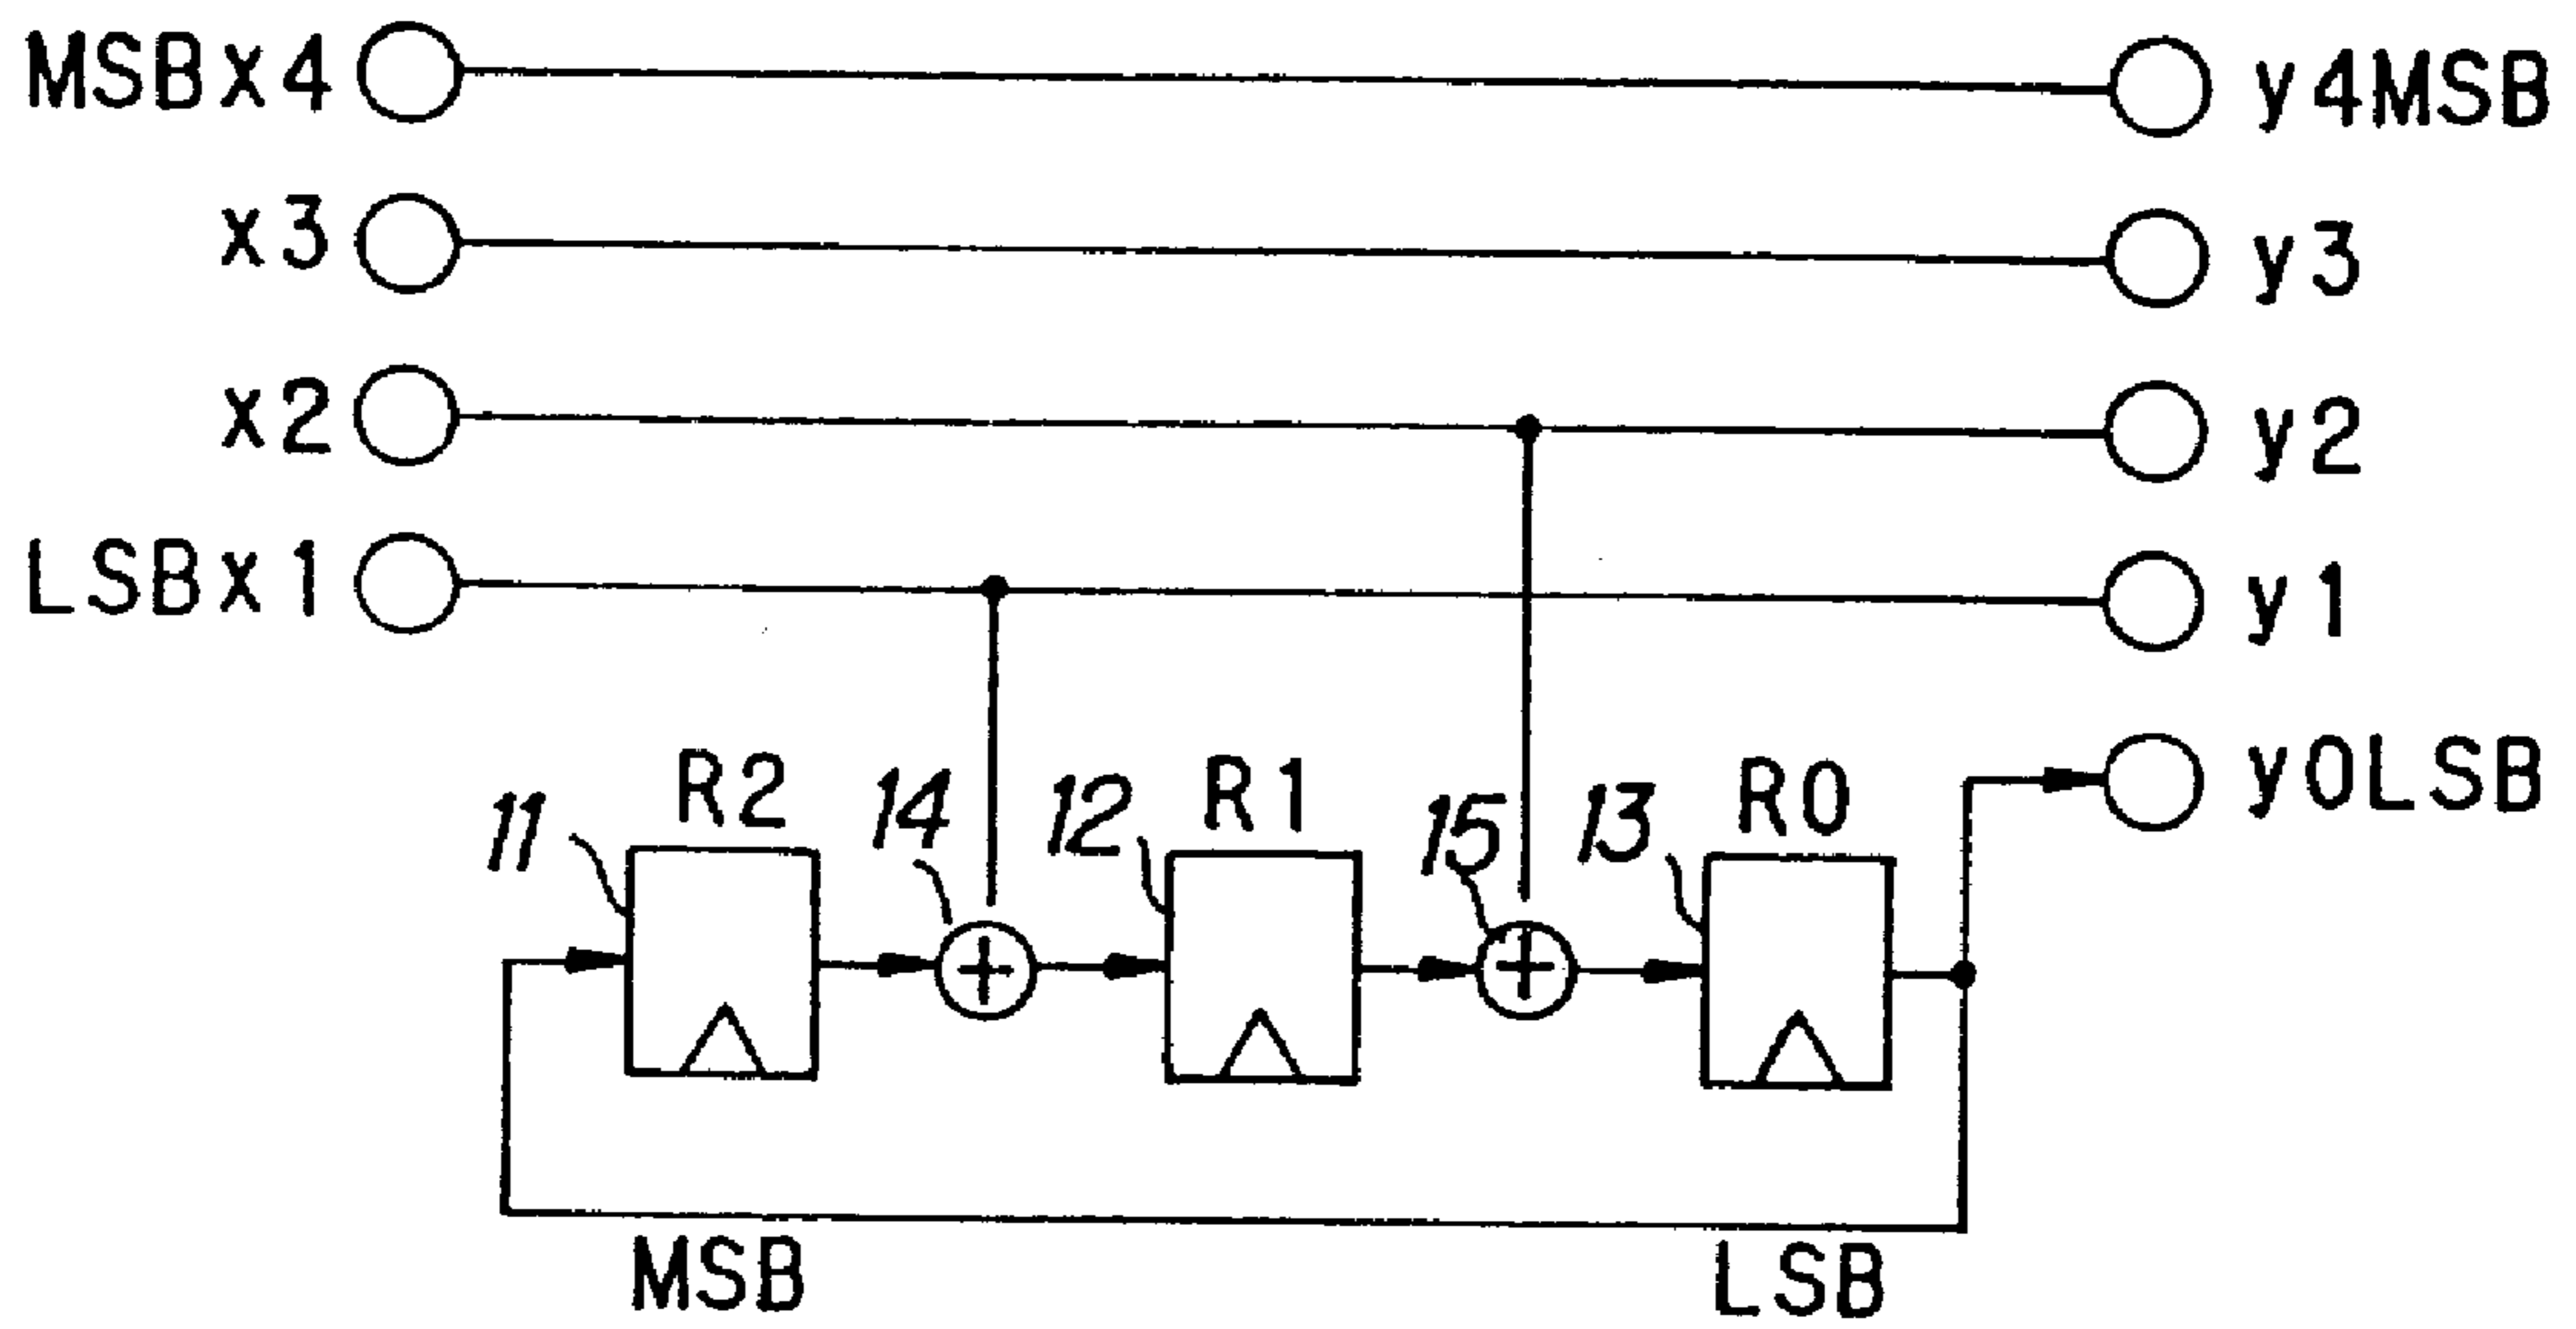 MSBx4 y4MSB
x3 y3
x2 y2
LSBx1 y1
y0LSB
R2 R1 R0
11 14 12 15 13
MSB LSB